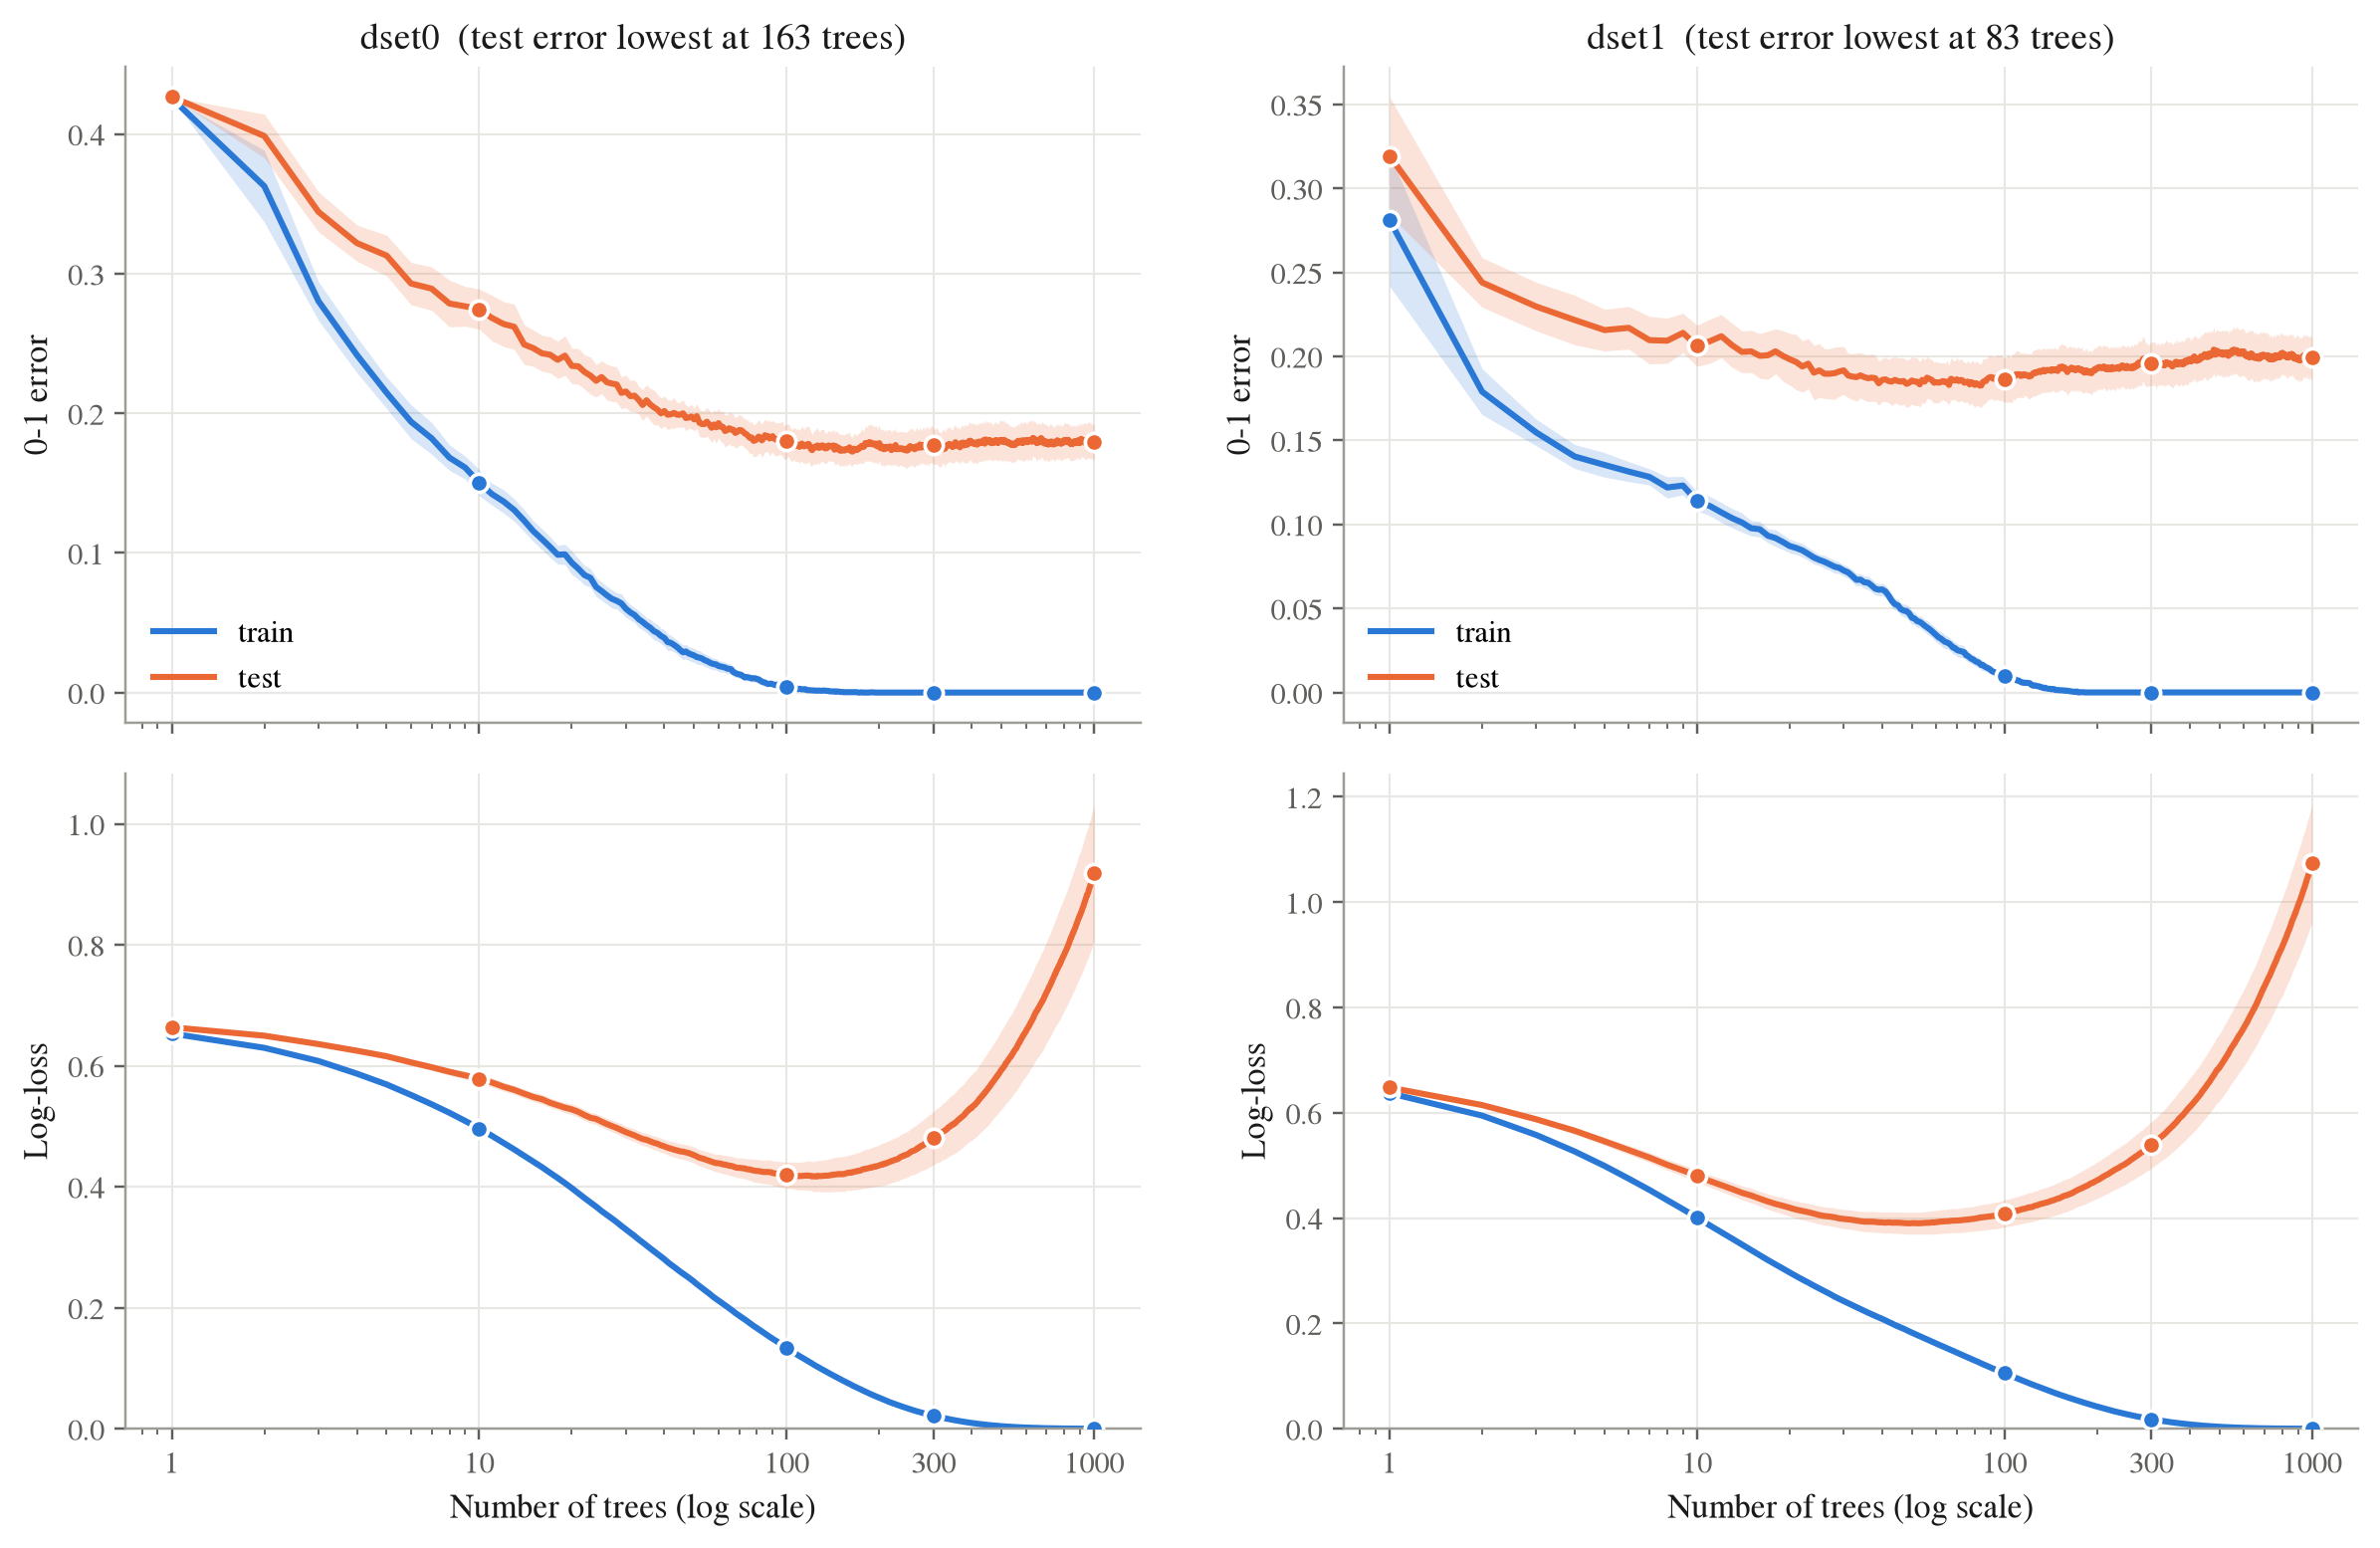 dset0 (test error lowest at 163 trees)
0-1 error
0.4
0.3
0.2
0.1
0.0
train
test
dset1 (test error lowest at 83 trees)
0-1 error
0.35
0.30
0.25
0.20
0.15
0.10
0.05
0.00
train
test
Log-loss
1.0
0.8
0.6
0.4
0.2
0.0
1 10 100 300 1000
Number of trees (log scale)
Log-loss
1.2
1.0
0.8
0.6
0.4
0.2
0.0
1 10 100 300 1000
Number of trees (log scale)